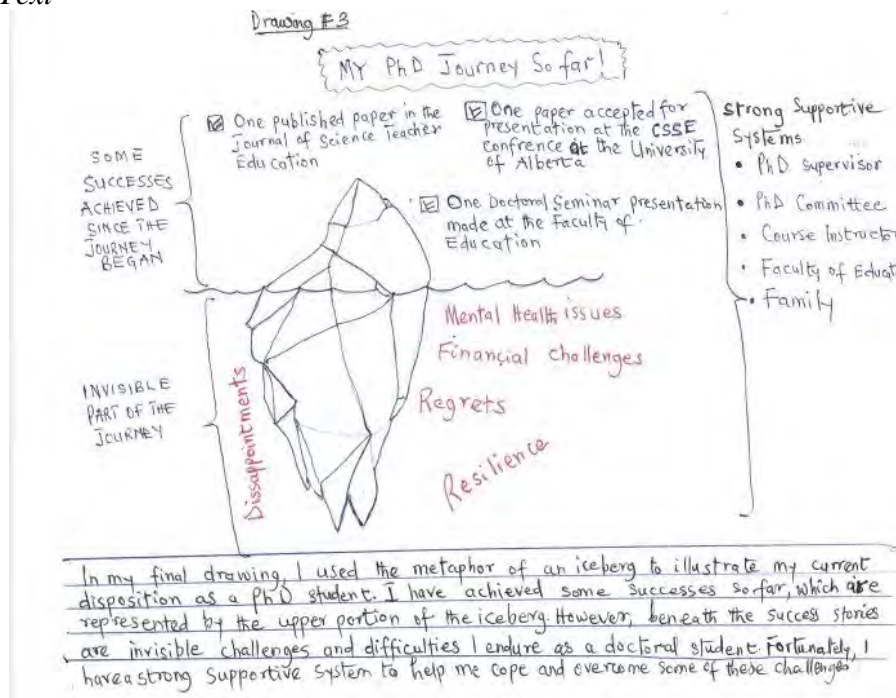 Text
Drawing #3
MY PhD Journey So far!
SOME
SUCCESSES
ACHIEVED
SINCE THE
JOURNEY
BEGAN
One published paper in the
Journal of Science Teacher
Education
One paper accepted for
presentation at the CSSE
confrence at the University
of Alberta
One Doctoral Seminar presentation
made at the Faculty of
Education
Strong Supportive
Systems
• PhD Supervisor
• PhD Committee
• Course Instructor
• Faculty of Educat
• Family
INVISIBLE
PART OF THE
JOURNEY
Dissappointments
Mental Health issues
Financial Challenges
Regrets
Resilience
In my final drawing, I used the metaphor of an iceberg to illustrate my current
disposition as a PhD student. I have achieved some successes so far, which are
represented by the upper portion of the iceberg. However, beneath the success stories
are invisible challenges and difficulties I endure as a doctoral student. Fortunately, I
have a strong supportive system to help me cope and overcome some of these challenges